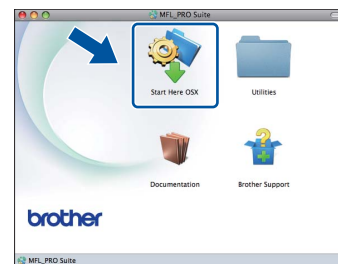 MFL_PRO Suite
Start Here OSX
Utilities
Documentation
Brother Support
brother
MFL_PRO Suite